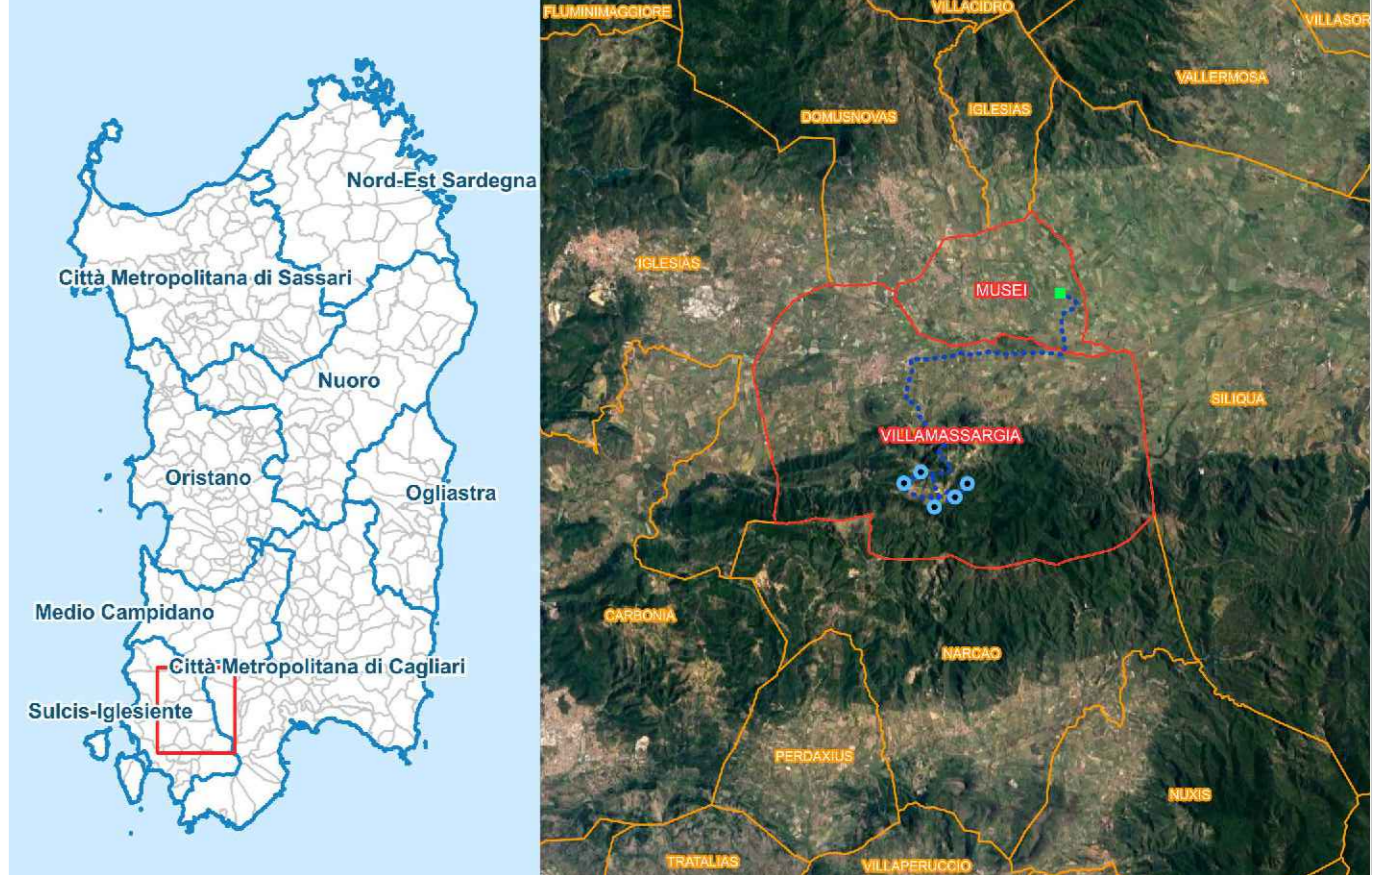 Nord-Est Sardegna
Città Metropolitana di Sassari
Nuoro
Oristano
Ogliastra
Medio Campidano
Città Metropolitana di Cagliari
Sulcis-Iglesiente
FLUMINIMAGGIORE
VILLACIDRO
VILLASOR
VALLERMOSA
DOMUSNOVAS
IGLESIAS
IGLESIAS
MUSEI
SILIQUA
VILLAMASSARGIA
CARBONIA
NARCAO
PERDAXIUS
NUXIS
TRATALIAS
VILLAPERUCCIO